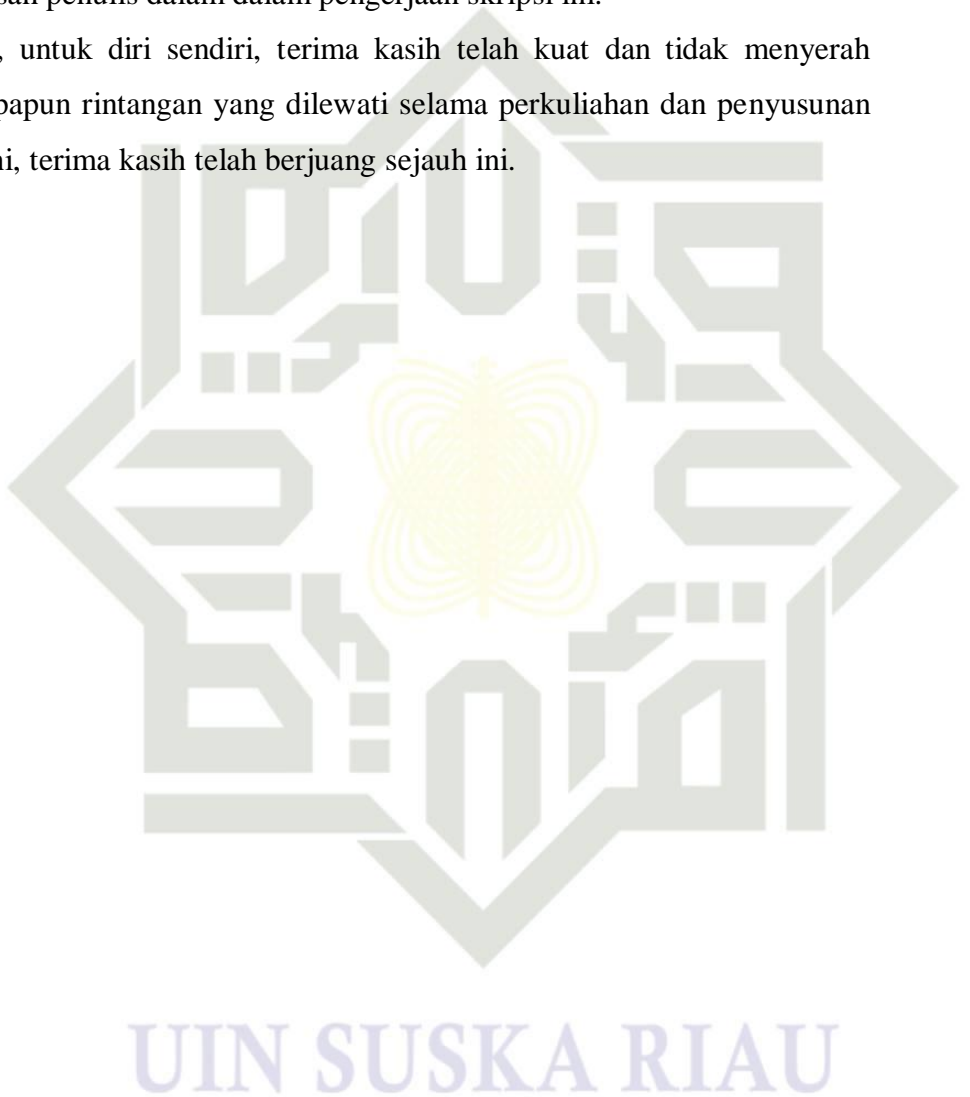 san penulis dalam dalam pengerjaan skripsi ini.
, untuk diri sendiri, terima kasih telah kuat dan tidak menyerah
papun rintangan yang dilewati selama perkuliahan dan penyusunan
ni, terima kasih telah berjuang sejauh ini.
UIN SUSKA RIAU